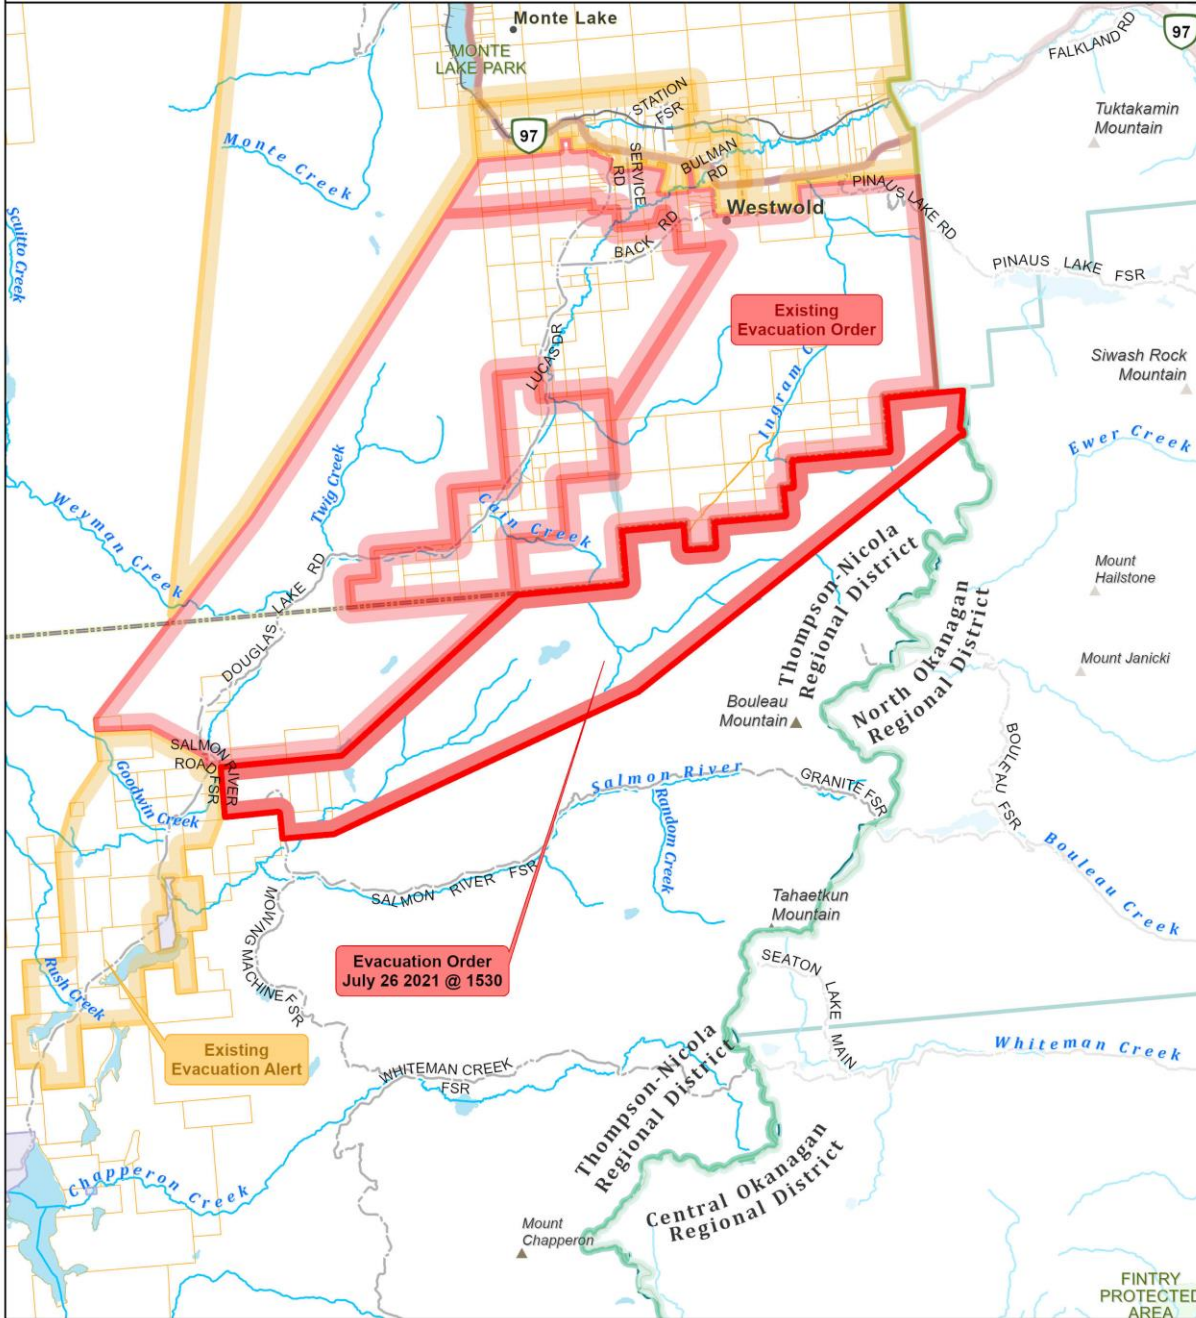 Monte Lake
MONTE
LAKE PARK
97
FALKLAND RD
97
Tuktakamin
Mountain
STATION
FSR
Monte Creek
SERVICE
RD
BULMAN
RD
PINAUS LAKE RD
Westwold
BACK RD
Scuitto Creek
PINAUS LAKE FSR
Existing
Evacuation Order
Siwash Rock
Mountain
LUCAS DR
Ingram C
Ewer Creek
Twig Creek
Weyman Creek
Cain Creek
Thompson-Nicola
Regional District
North Okanagan
Regional District
Mount
Hailstone
DOUGLAS LAKE RD
Mount Janicki
Bouleau
Mountain
SALMON RIVER
ROAD FSR
SALMON RIVER
Goodwin Creek
Salmon River
Random Creek
GRANITE FSR
BOULEAU FSR
Bouleau Creek
SALMON RIVER FSR
MOWING
MACHINE FSR
Tahaetkun
Mountain
SEATON LAKE MAIN
Evacuation Order
July 26 2021 @ 1530
Rush Creek
Existing
Evacuation Alert
WHITEMAN CREEK
FSR
Whiteman Creek
Thompson-Nicola
Regional District
Central Okanagan
Regional District
Chapperon Creek
Mount
Chapperon
FINTRY
PROTECTED
AREA